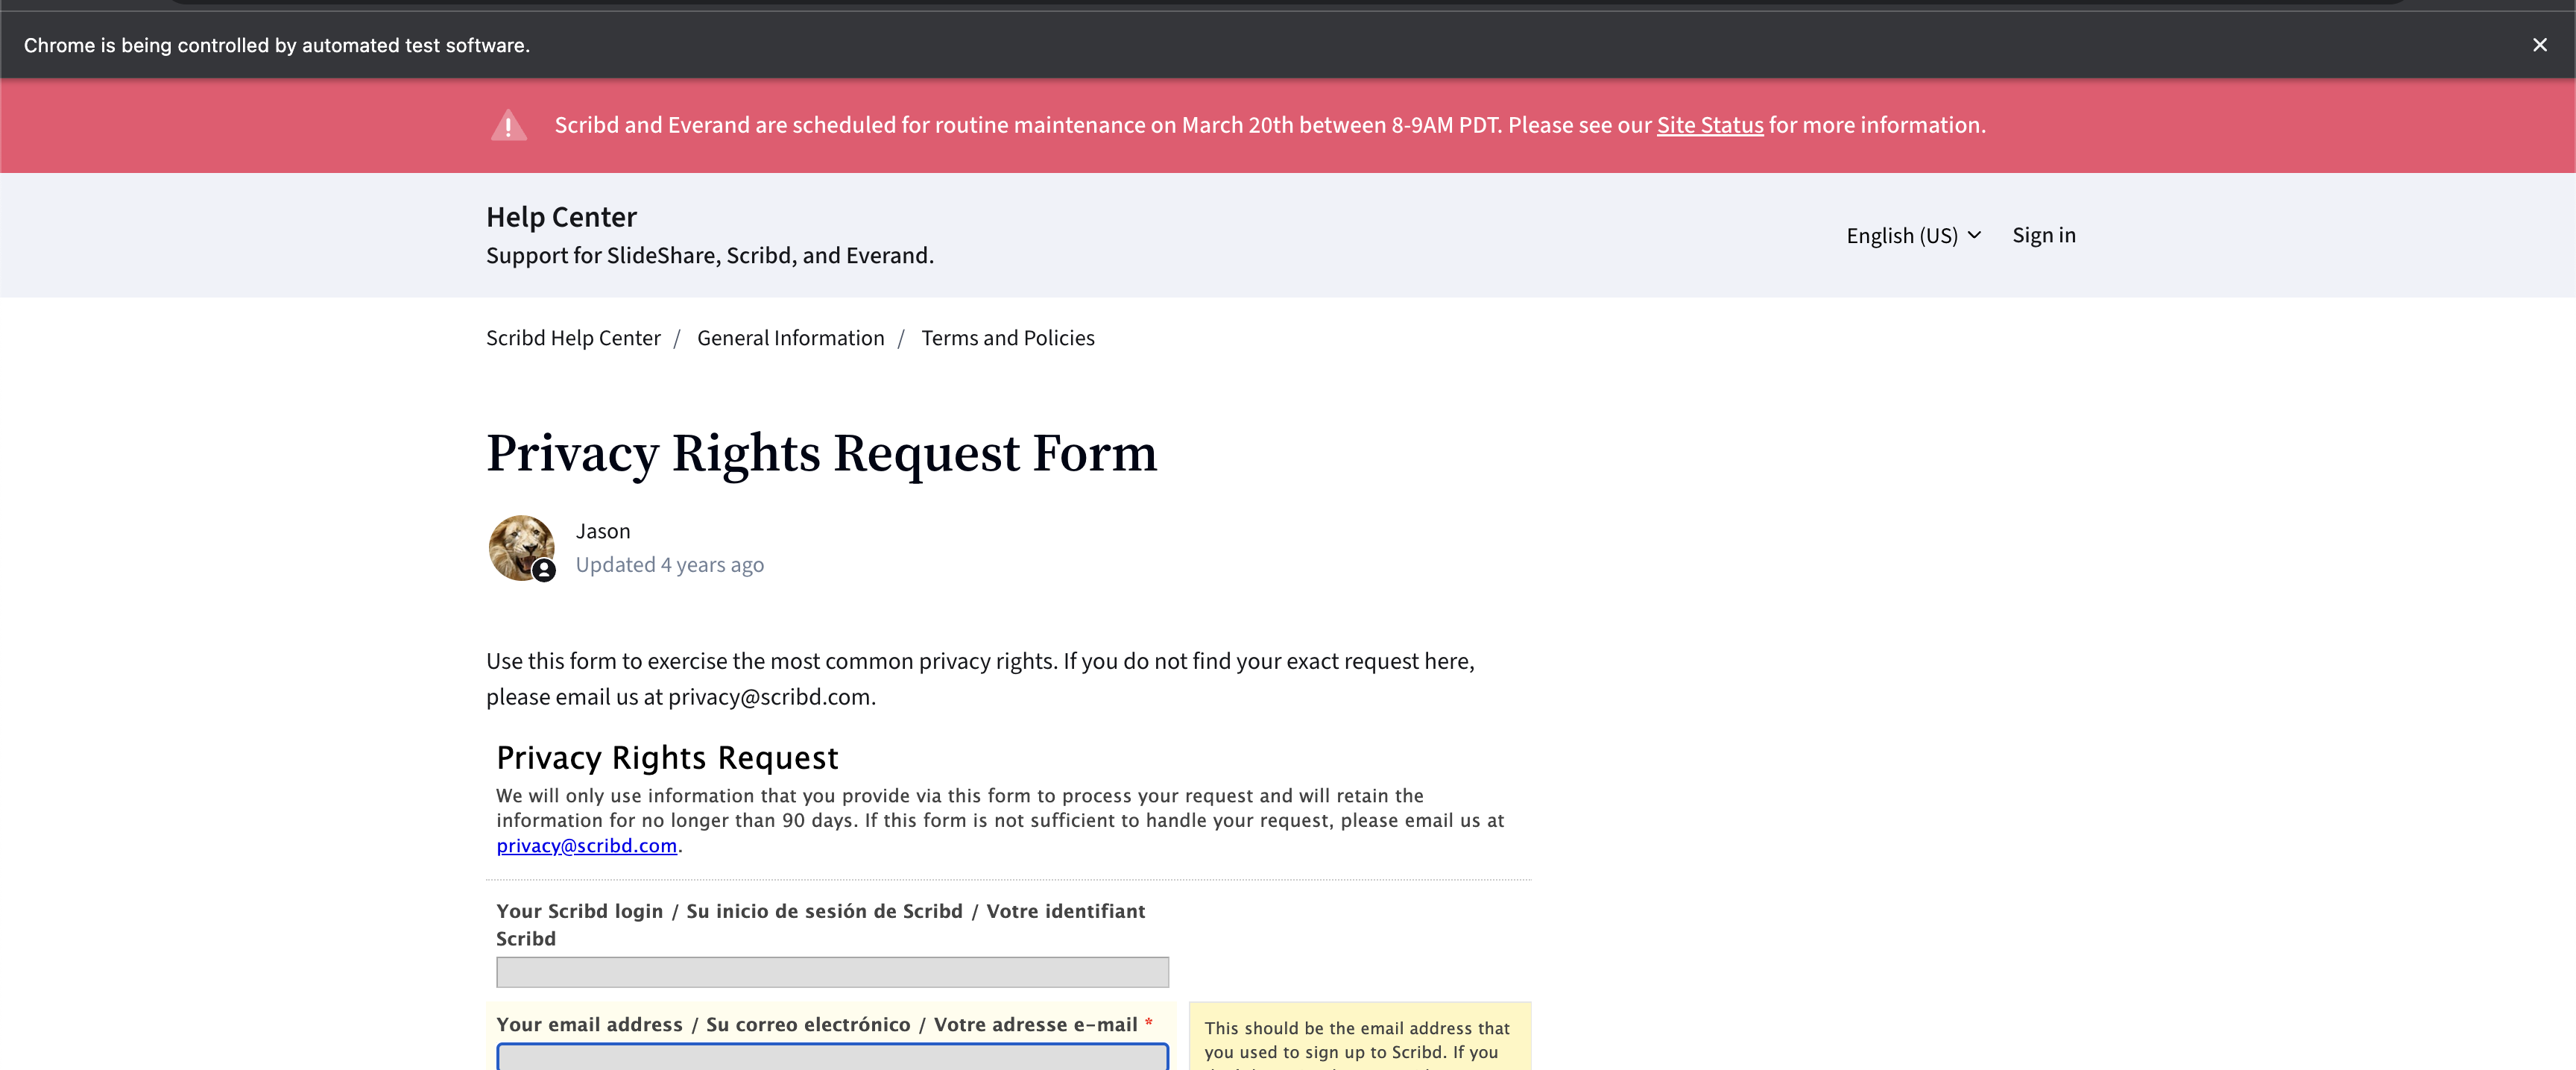 Chrome is being controlled by automated test software.
Scribd and Everand are scheduled for routine maintenance on March 20th between 8-9AM PDT. Please see our Site Status for more information.
Help Center
Support for SlideShare, Scribd, and Everand.
English (US)
Sign in
Scribd Help Center / General Information / Terms and Policies
Privacy Rights Request Form
Jason
Updated 4 years ago
Use this form to exercise the most common privacy rights. If you do not find your exact request here,
please email us at privacy@scribd.com.
Privacy Rights Request
We will only use information that you provide via this form to process your request and will retain the
information for no longer than 90 days. If this form is not sufficient to handle your request, please email us at
privacy@scribd.com.
Your Scribd login / Su inicio de sesión de Scribd / Votre identifiant
Scribd
Your email address / Su correo electrónico / Votre adresse e-mail *
This should be the email address that
you used to sign up to Scribd. If you